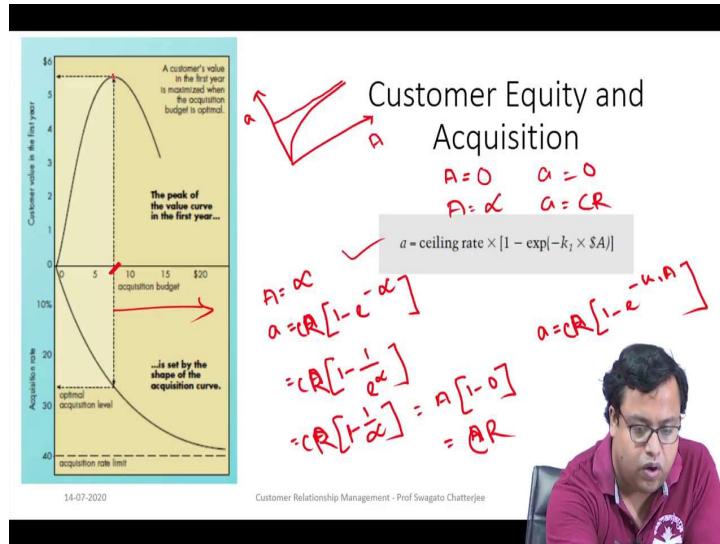 $6
5
4
3
2
1
0
Customer value in the first year
A customer's value
in the first year
is maximized when
the acquisition
budget is optimal.
The peak of
the value curve
in the first year...
0 5 10 15 $20
acquisition budget
10%
20
30
40
Acquisition rate
...is set by the
shape of the
acquisition curve.
optimal
acquisition level
acquisition rate limit
a
A
Customer Equity and
Acquisition
A=0 a=0
A=α a=CR
a = ceiling rate × [1 − exp(−k₁ × $A)]
A=α
a=CR[1-e^-α]
=CR[1-1/e^α]
=CR[1-1/α] = A[1-0]
= CR
a=CR[1-e^-k₁A]
14-07-2020
Customer Relationship Management - Prof Swagato Chatterjee